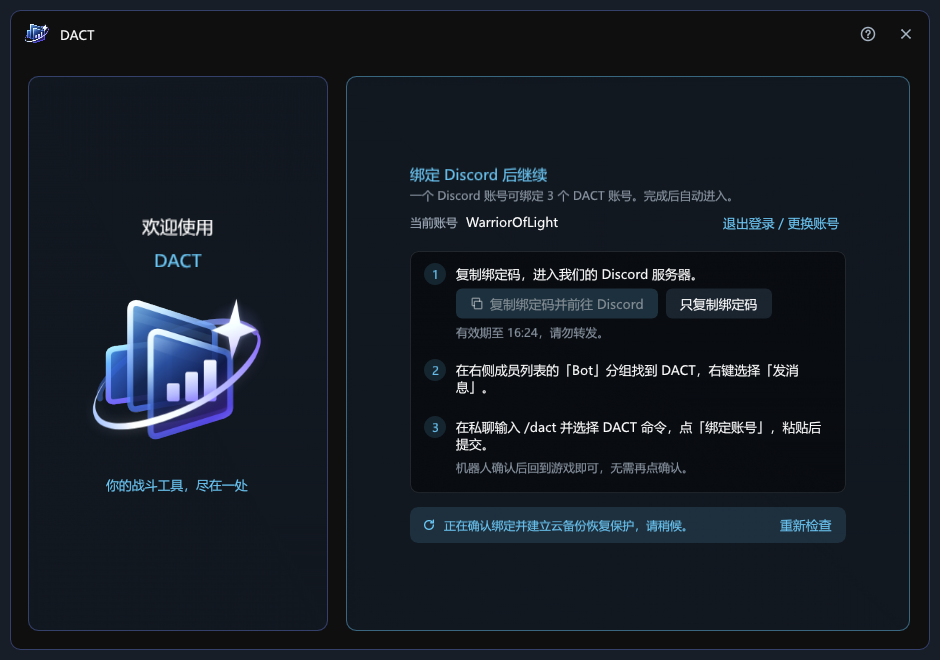 DACT
欢迎使用
DACT
你的战斗工具，尽在一处
绑定 Discord 后继续
一个 Discord 账号可绑定 3 个 DACT 账号。完成后自动进入。
当前账号 WarriorOfLight 退出登录 / 更换账号
1 复制绑定码，进入我们的 Discord 服务器。
复制绑定码并前往 Discord 只复制绑定码
有效期至 16:24，请勿转发。
2 在右侧成员列表的「Bot」分组找到 DACT，右键选择「发消
息」。
3 在私聊输入 /dact 并选择 DACT 命令，点「绑定账号」，粘贴后
提交。
机器人确认后回到游戏即可，无需再点确认。
正在确认绑定并建立云备份恢复保护，请稍候。 重新检查